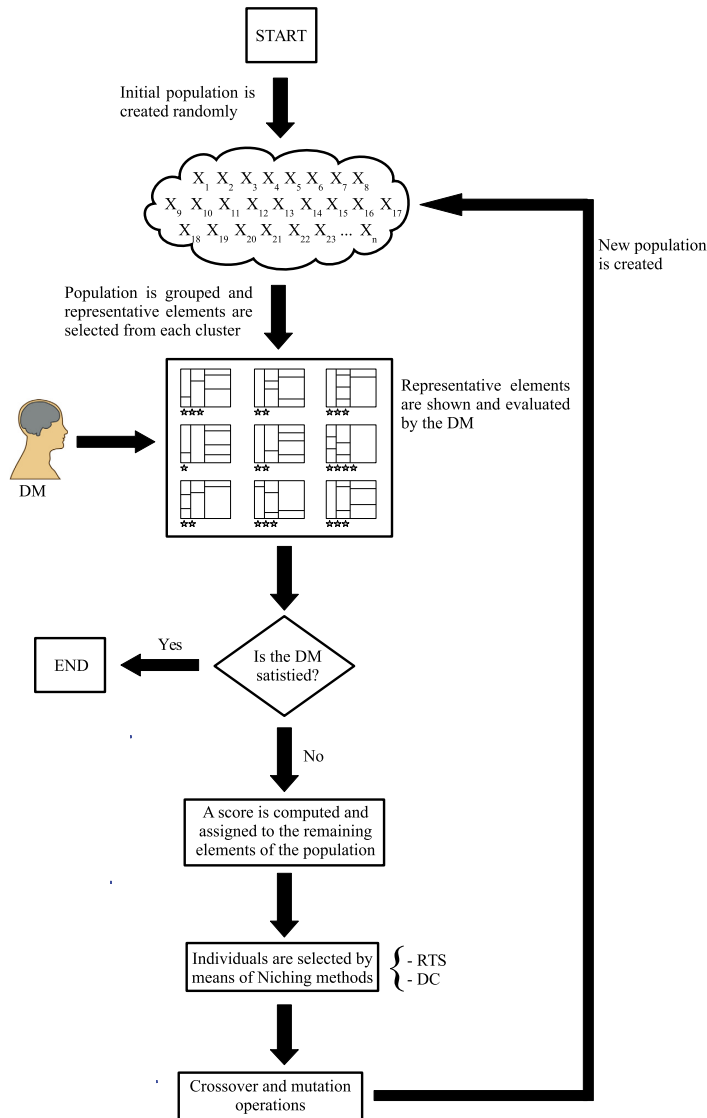 START
Initial population is
created randomly
X1 X2 X3 X4 X5 X6 X7 X8
X9 X10 X11 X12 X13 X14 X15 X16 X17
X18 X19 X20 X21 X22 X23 ... Xn
New population
is created
Population is grouped and
representative elements are
selected from each cluster
Representative elements
are shown and evaluated
by the DM
DM
Is the DM
satistied?
Yes
END
No
A score is computed and
assigned to the remaining
elements of the population
Individuals are selected by
means of Niching methods
- RTS
- DC
Crossover and mutation
operations